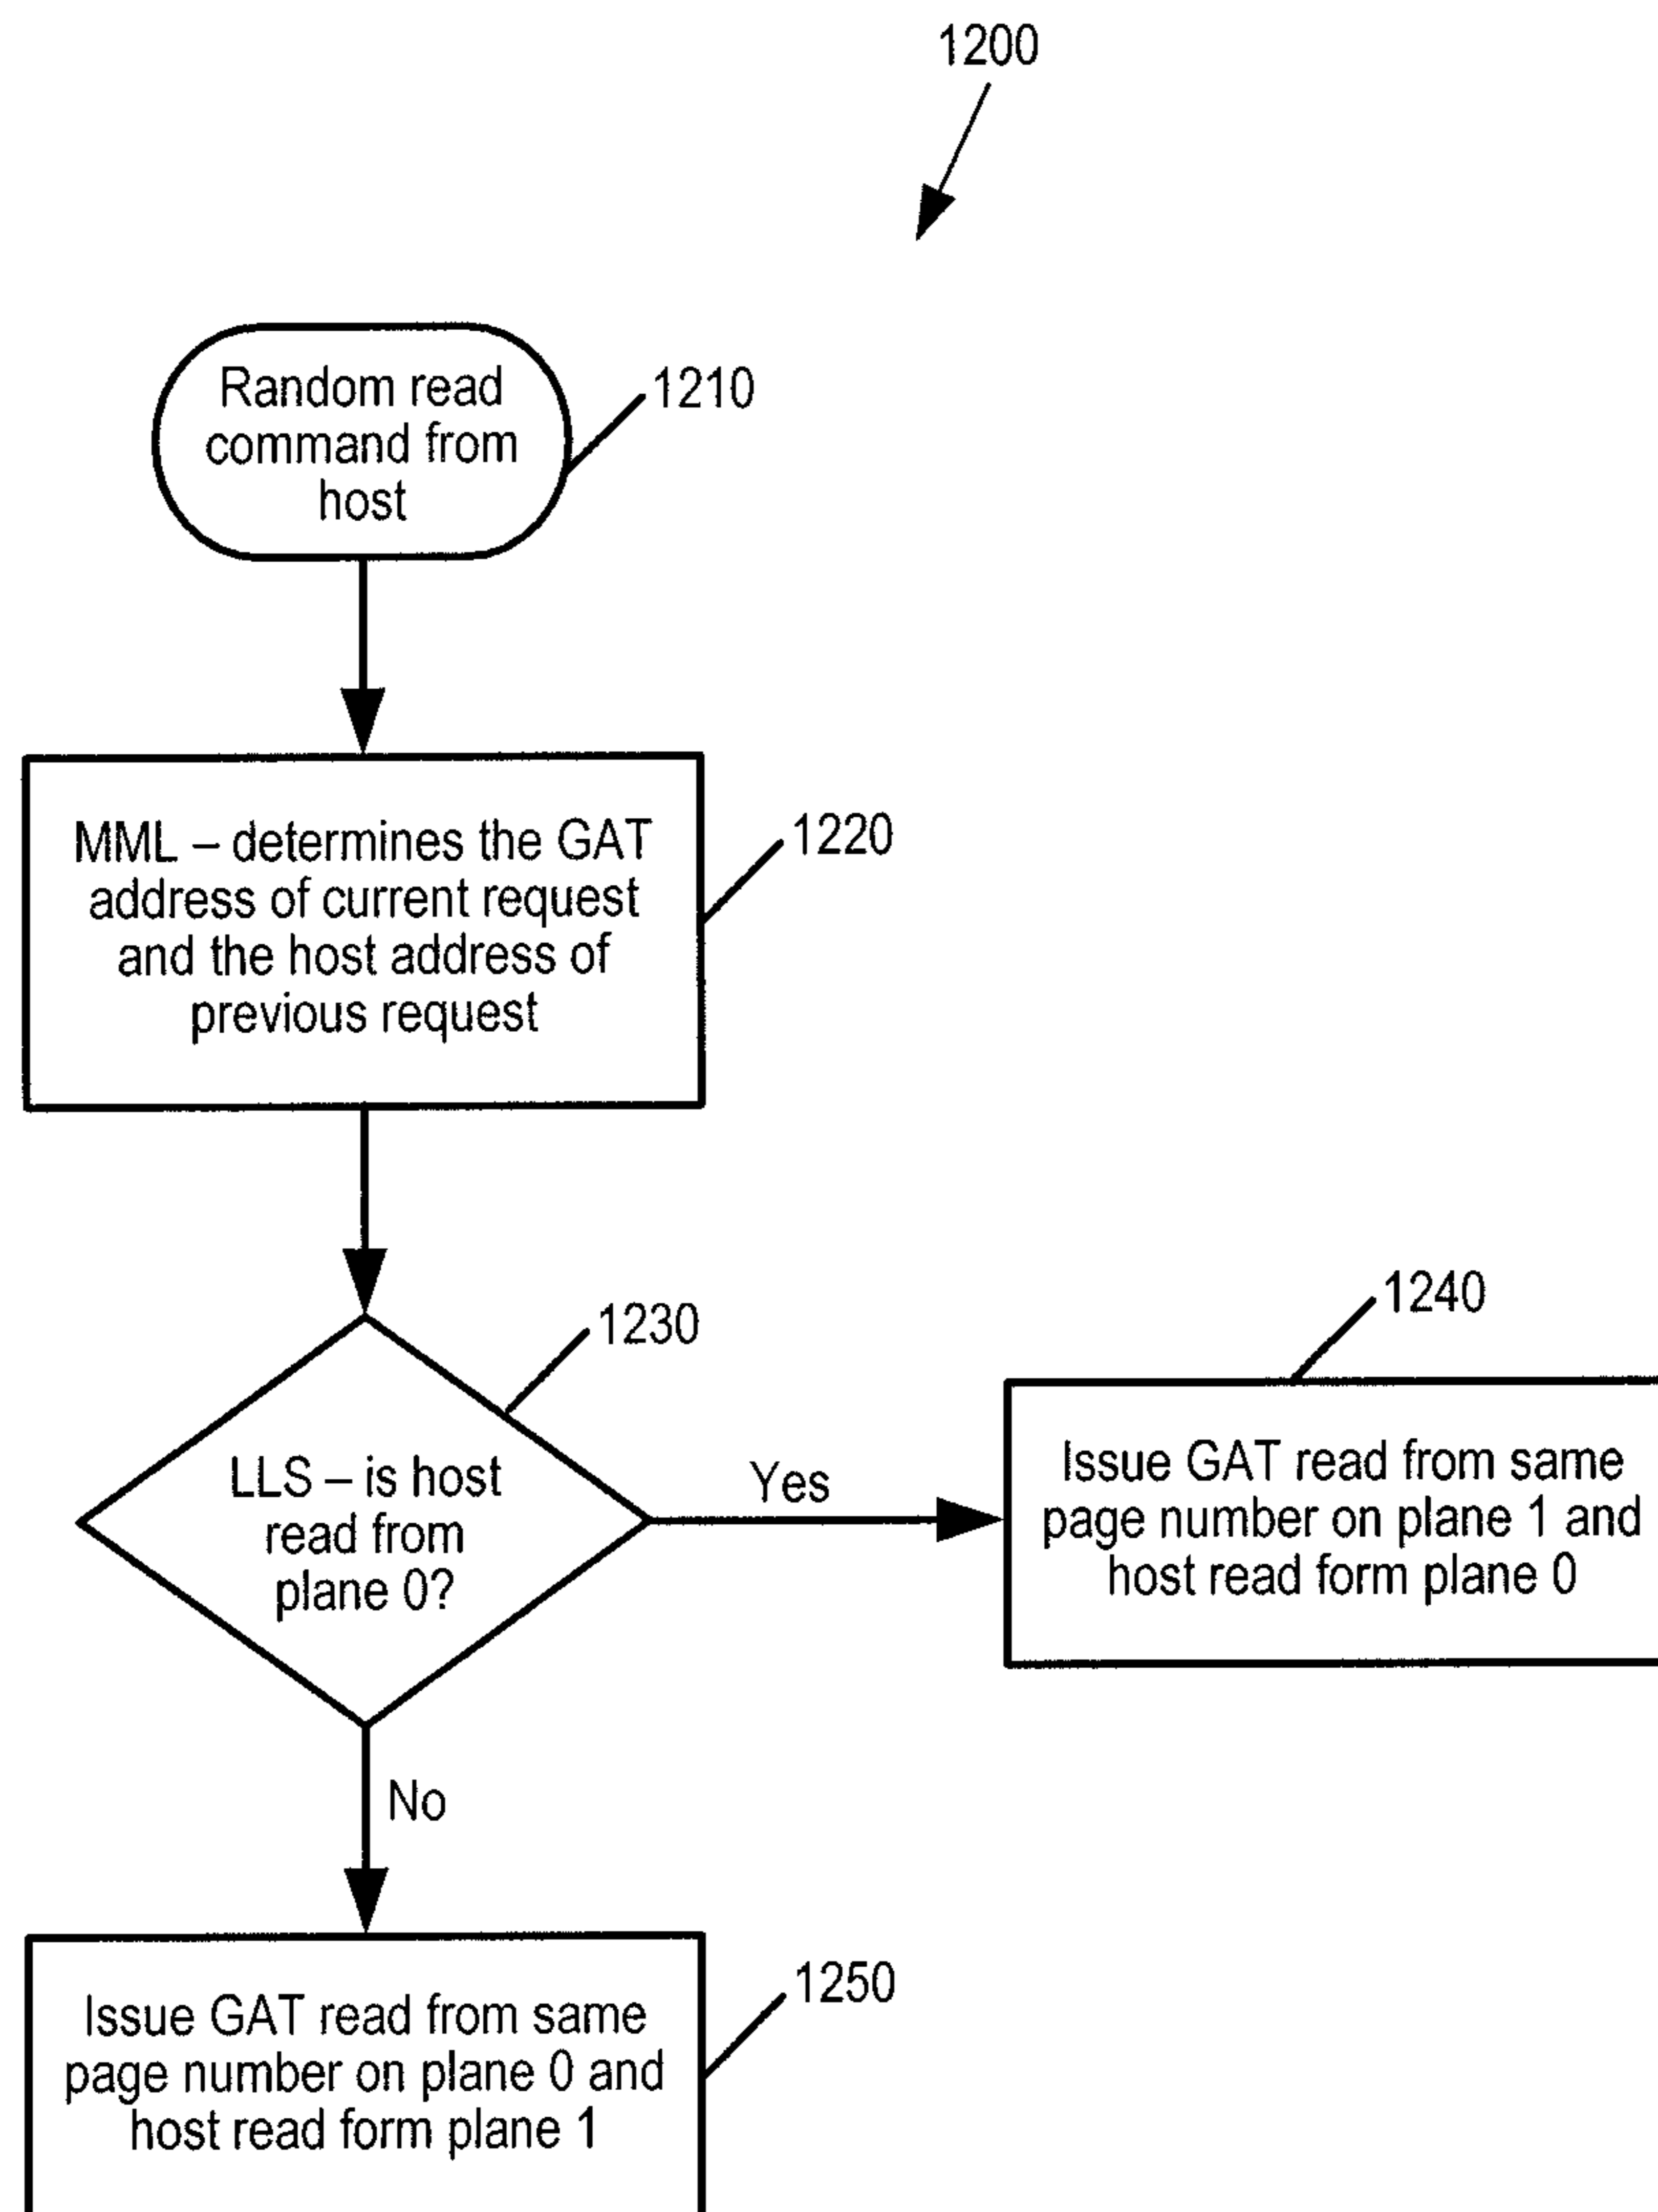 1200
Random read
command from
host
1210
MML – determines the GAT
address of current request
and the host address of
previous request
1220
LLS – is host
read from
plane 0?
1230
Yes
1240
Issue GAT read from same
page number on plane 1 and
host read form plane 0
No
Issue GAT read from same
page number on plane 0 and
host read form plane 1
1250